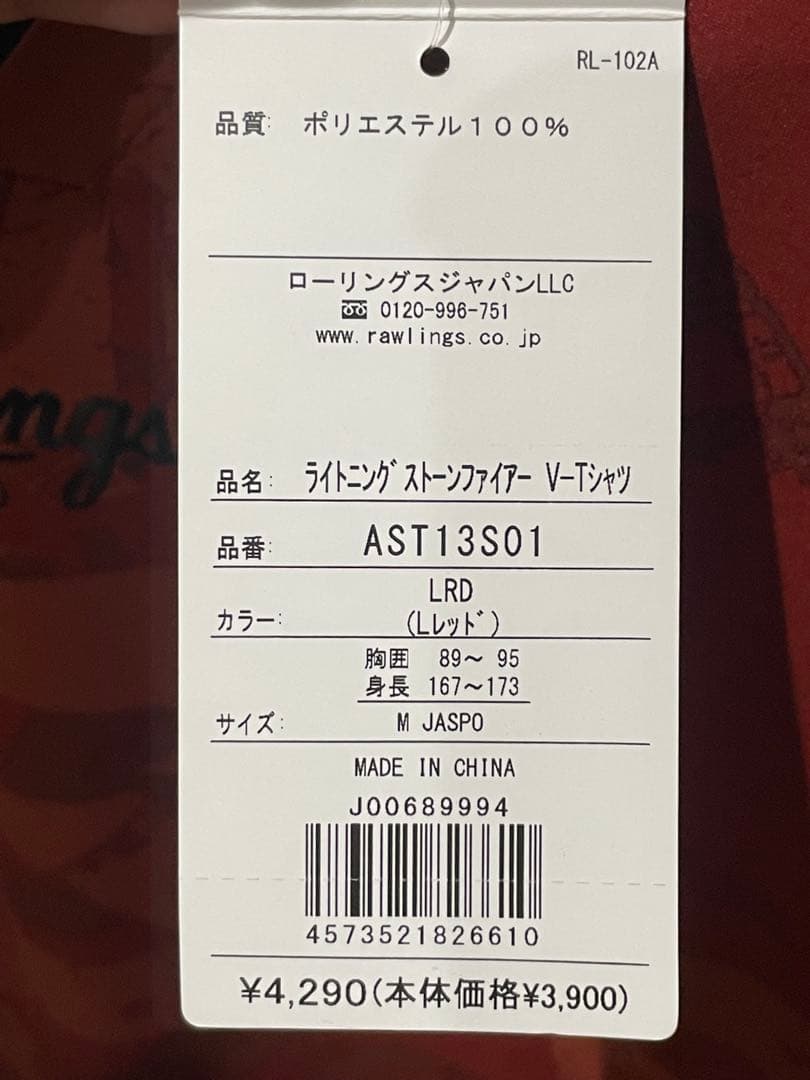 RL-102A
品質: ポリエステル100%
ローリングスジャパンLLC
0120-996-751
www.rawlings.co.jp
ngs
品名: ﾗｲﾄﾆﾝｸﾞ ｽﾄｰﾝﾌｧｲｱｰ V-Tｼｬﾂ
品番: AST13S01
LRD
カラー: (Lﾚｯﾄﾞ)
胸囲 89～ 95
身長 167～173
サイズ: M JASPO
MADE IN CHINA
J00689994
4573521826610
¥4,290(本体価格¥3,900)